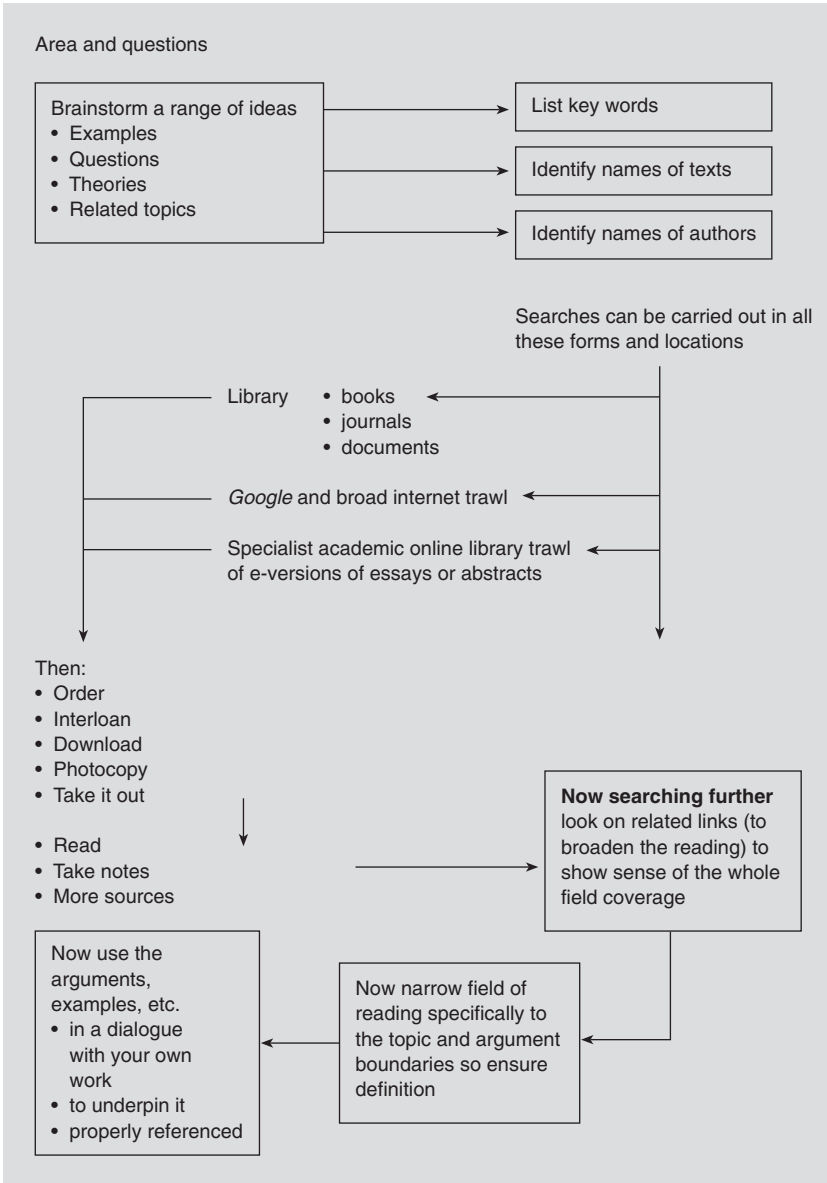 Area and questions
Brainstorm a range of ideas
• Examples
• Questions
• Theories
• Related topics
List key words
Identify names of texts
Identify names of authors
Searches can be carried out in all
these forms and locations
Library
• books
• journals
• documents
Google and broad internet trawl
Specialist academic online library trawl
of e-versions of essays or abstracts
Then:
• Order
• Interloan
• Download
• Photocopy
• Take it out
• Read
• Take notes
• More sources
Now searching further
look on related links (to
broaden the reading) to
show sense of the whole
field coverage
Now narrow field of
reading specifically to
the topic and argument
boundaries so ensure
definition
Now use the
arguments,
examples, etc.
• in a dialogue
with your own
work
• to underpin it
• properly referenced